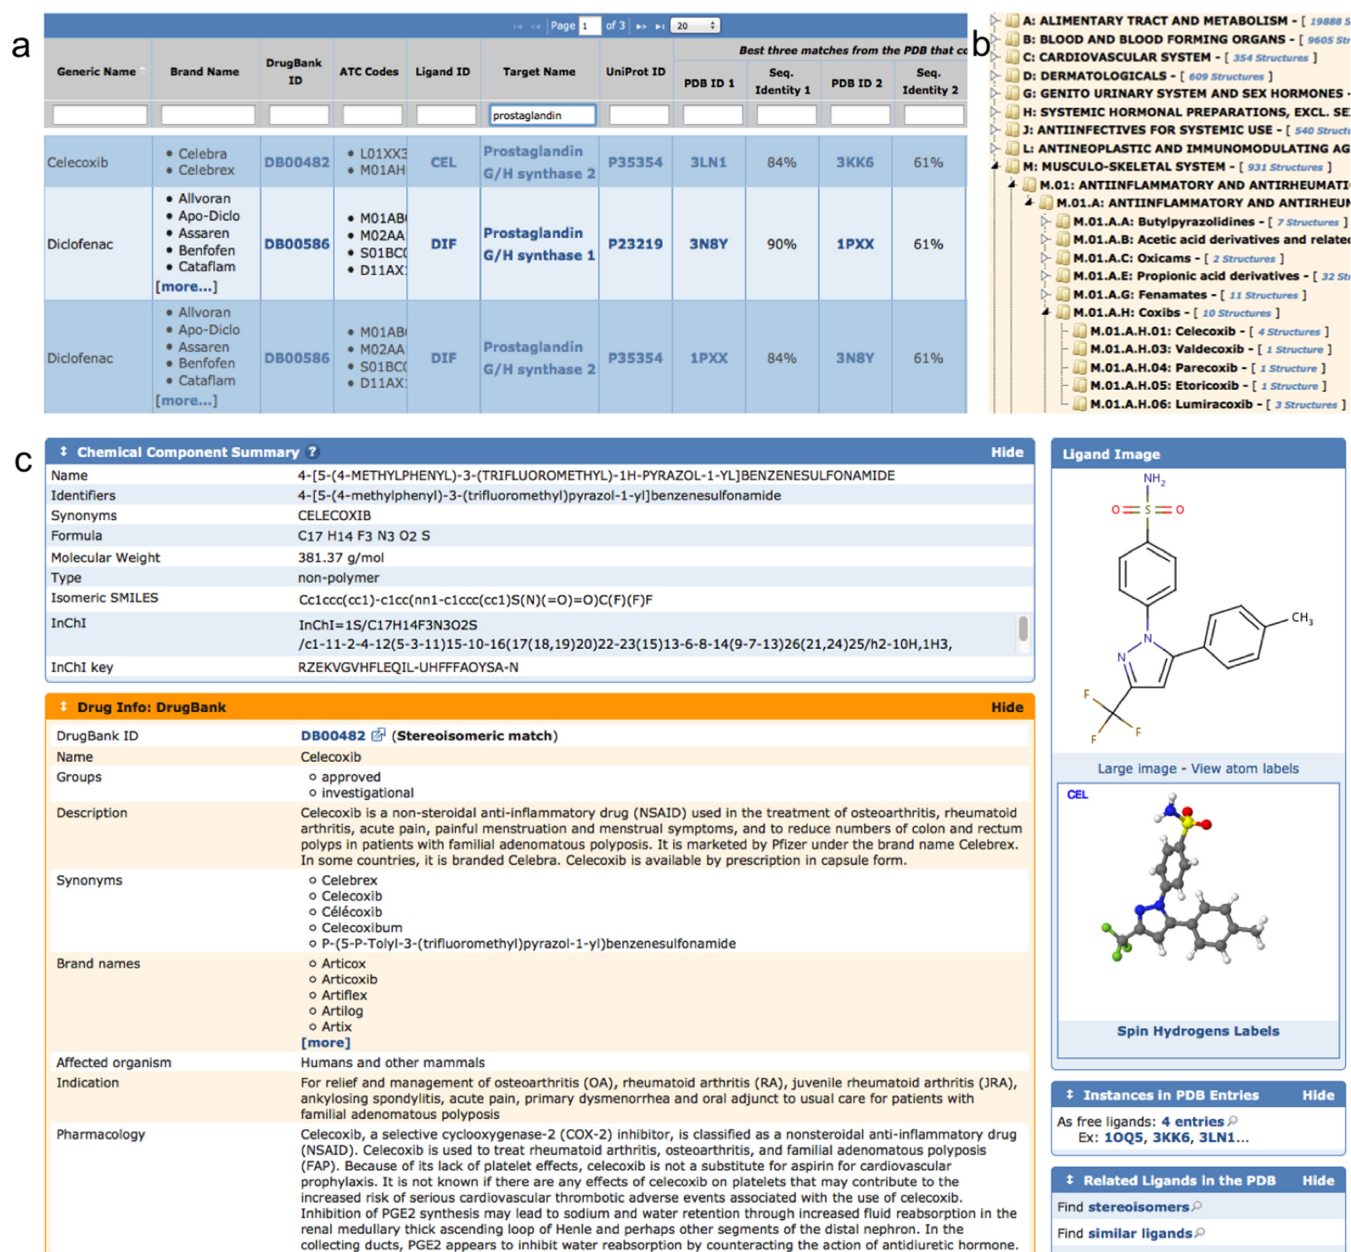 a
Page 1 of 3 20
Best three matches from the PDB that co
Generic Name Brand Name DrugBank ID ATC Codes Ligand ID Target Name UniProt ID PDB ID 1 Seq. Identity 1 PDB ID 2 Seq. Identity 2
prostaglandin
Celecoxib • Celebra • Celebrex DB00482 • L01XX3 • M01AH CEL Prostaglandin G/H synthase 2 P35354 3LN1 84% 3KK6 61%
Diclofenac • Allvoran • Apo-Diclo • Assaren • Benfofen • Cataflam [more...] DB00586 • M01AB • M02AA • S01BC • D11AX DIF Prostaglandin G/H synthase 1 P23219 3N8Y 90% 1PXX 61%
Diclofenac • Allvoran • Apo-Diclo • Assaren • Benfofen • Cataflam [more...] DB00586 • M01AB • M02AA • S01BC • D11AX DIF Prostaglandin G/H synthase 2 P35354 1PXX 84% 3N8Y 61%
b
A: ALIMENTARY TRACT AND METABOLISM - [ 19888 S
B: BLOOD AND BLOOD FORMING ORGANS - [ 9605 Str
C: CARDIOVASCULAR SYSTEM - [ 354 Structures ]
D: DERMATOLOGICALS - [ 609 Structures ]
G: GENITO URINARY SYSTEM AND SEX HORMONES -
H: SYSTEMIC HORMONAL PREPARATIONS, EXCL. SE
J: ANTIINFECTIVES FOR SYSTEMIC USE - [ 540 Struct
L: ANTINEOPLASTIC AND IMMUNOMODULATING AG
M: MUSCULO-SKELETAL SYSTEM - [ 931 Structures ]
M.01: ANTIINFLAMMATORY AND ANTIRHEUMATI
M.01.A: ANTIINFLAMMATORY AND ANTIRHEUM
M.01.A.A: Butylpyrazolidines - [ 7 Structures ]
M.01.A.B: Acetic acid derivatives and related
M.01.A.C: Oxicams - [ 2 Structures ]
M.01.A.E: Propionic acid derivatives - [ 32 St
M.01.A.G: Fenamates - [ 11 Structures ]
M.01.A.H: Coxibs - [ 10 Structures ]
M.01.A.H.01: Celecoxib - [ 4 Structures ]
M.01.A.H.03: Valdecoxib - [ 1 Structure ]
M.01.A.H.04: Parecoxib - [ 1 Structure ]
M.01.A.H.05: Etoricoxib - [ 1 Structure ]
M.01.A.H.06: Lumiracoxib - [ 3 Structures ]
c
Chemical Component Summary ? Hide
Name 4-[5-(4-METHYLPHENYL)-3-(TRIFLUOROMETHYL)-1H-PYRAZOL-1-YL]BENZENESULFONAMIDE
Identifiers 4-[5-(4-methylphenyl)-3-(trifluoromethyl)pyrazol-1-yl]benzenesulfonamide
Synonyms CELECOXIB
Formula C17 H14 F3 N3 O2 S
Molecular Weight 381.37 g/mol
Type non-polymer
Isomeric SMILES Cc1ccc(cc1)-c1cc(nn1-c1ccc(cc1)S(N)(=O)=O)C(F)(F)F
InChI InChI=1S/C17H14F3N3O2S
/c1-11-2-4-12(5-3-11)15-10-16(17(18,19)20)22-23(15)13-6-8-14(9-7-13)26(21,24)25/h2-10H,1H3,
InChI key RZEKVGVHFLEQIL-UHFFFAOYSA-N
Drug Info: DrugBank Hide
DrugBank ID DB00482 (Stereoisomeric match)
Name Celecoxib
Groups approved
investigational
Description Celecoxib is a non-steroidal anti-inflammatory drug (NSAID) used in the treatment of osteoarthritis, rheumatoid
arthritis, acute pain, painful menstruation and menstrual symptoms, and to reduce numbers of colon and rectum
polyps in patients with familial adenomatous polyposis. It is marketed by Pfizer under the brand name Celebrex.
In some countries, it is branded Celebra. Celecoxib is available by prescription in capsule form.
Synonyms Celebrex
Celecoxib
Célécoxib
Celecoxibum
P-(5-P-Tolyl-3-(trifluoromethyl)pyrazol-1-yl)benzenesulfonamide
Brand names Articox
Articoxib
Artiflex
Artilog
Artix
[more]
Affected organism Humans and other mammals
Indication For relief and management of osteoarthritis (OA), rheumatoid arthritis (RA), juvenile rheumatoid arthritis (JRA),
ankylosing spondylitis, acute pain, primary dysmenorrhea and oral adjunct to usual care for patients with
familial adenomatous polyposis
Pharmacology Celecoxib, a selective cyclooxygenase-2 (COX-2) inhibitor, is classified as a nonsteroidal anti-inflammatory drug
(NSAID). Celecoxib is used to treat rheumatoid arthritis, osteoarthritis, and familial adenomatous polyposis
(FAP). Because of its lack of platelet effects, celecoxib is not a substitute for aspirin for cardiovascular
prophylaxis. It is not known if there are any effects of celecoxib on platelets that may contribute to the
increased risk of serious cardiovascular thrombotic adverse events associated with the use of celecoxib.
Inhibition of PGE2 synthesis may lead to sodium and water retention through increased fluid reabsorption in the
renal medullary thick ascending loop of Henle and perhaps other segments of the distal nephron. In the
collecting ducts, PGE2 appears to inhibit water reabsorption by counteracting the action of antidiuretic hormone.
Ligand Image
NH2
O S O
N
N
CH3
F
F
F
Large image - View atom labels
CEL
Spin Hydrogens Labels
Instances in PDB Entries Hide
As free ligands: 4 entries
Ex: 1OQ5, 3KK6, 3LN1...
Related Ligands in the PDB Hide
Find stereoisomers
Find similar ligands